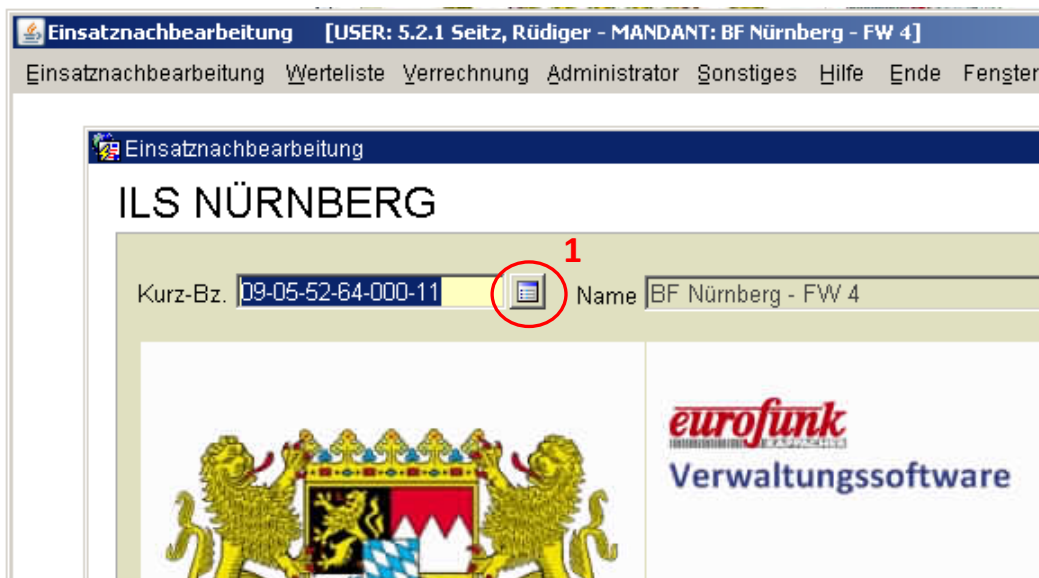 Einsatznachbearbeitung [USER: 5.2.1 Seitz, Rüdiger - MANDANT: BF Nürnberg - FW 4]
Einsatznachbearbeitung Werteliste Verrechnung Administrator Sonstiges Hilfe Ende Fenster
Einsatznachbearbeitung
ILS NÜRNBERG
1
Kurz-Bz. 09-05-52-64-000-11 Name BF Nürnberg - FW 4
eurofunk
KAPPACHER
Verwaltungssoftware